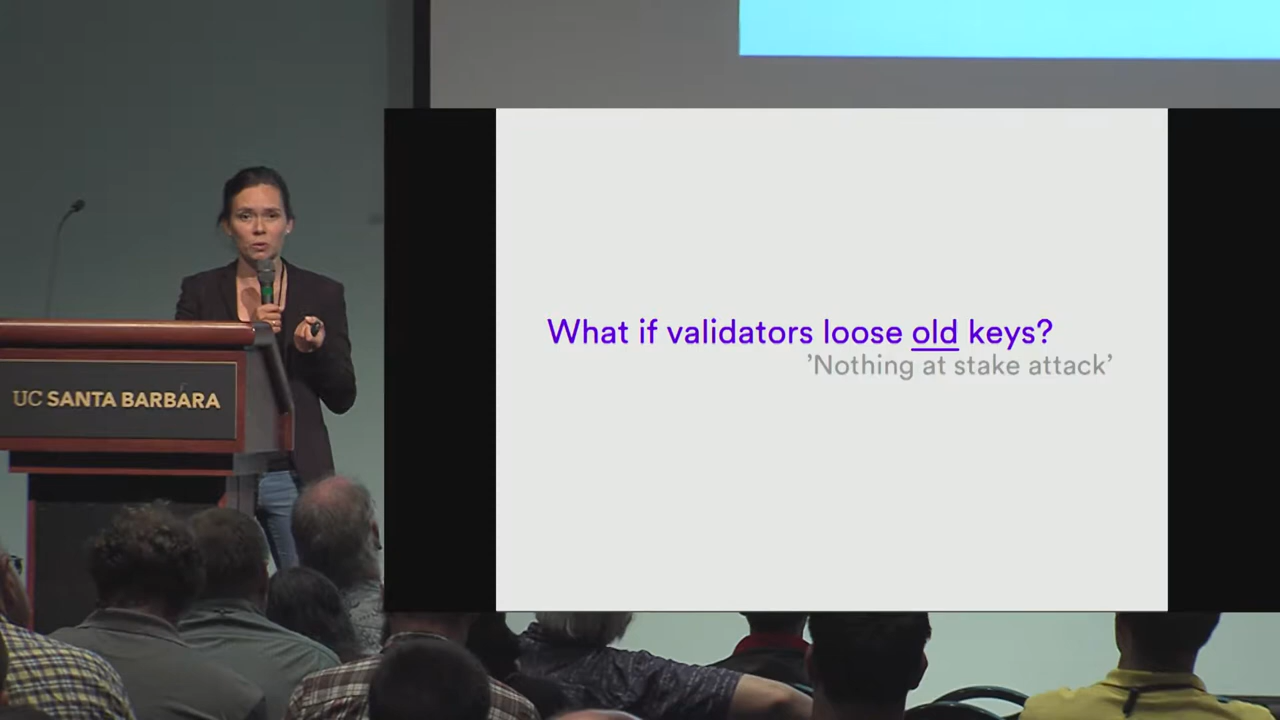 UC SANTA BARBARA
What if validators loose old keys?
’Nothing at stake attack’